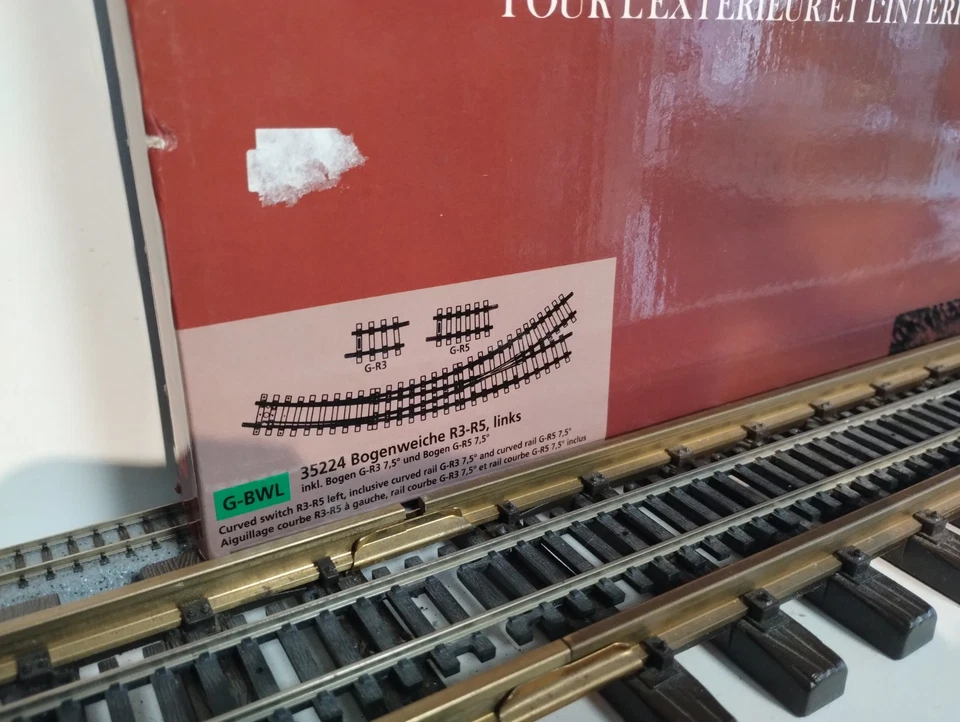 POUR L'EXTERIEUR ET L'INTERI
G-R3
G-R5
35224 Bogenweiche R3-R5, links
inkl. Bogen G-R3 7,5° und Bogen G-R5 7,5°
G-BWL
Curved switch R3-R5 left, inclusive curved rail G-R3 7,5° and curved rail G-R5 7,5°
Aiguillage courbe R3-R5 à gauche, rail courbe G-R3 7,5° et rail courbe G-R5 7,5° inclus